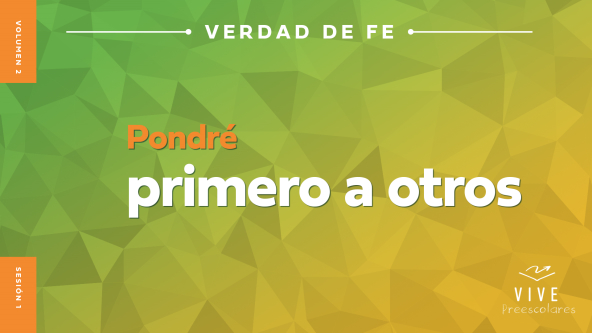 VERDAD DE FE
VOLUMEN 2
Pondré
primero a otros
SESIÓN 1
VIVE
Preescolares